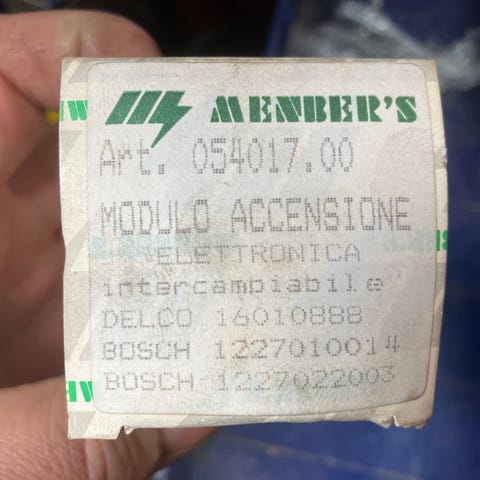 MENBER'S
Art. 054017.00
MODULO ACCENSIONE
ELETTRONICA
intercambiabile
DELCO 16010888
BOSCH 1227010014
BOSCH 1227022003